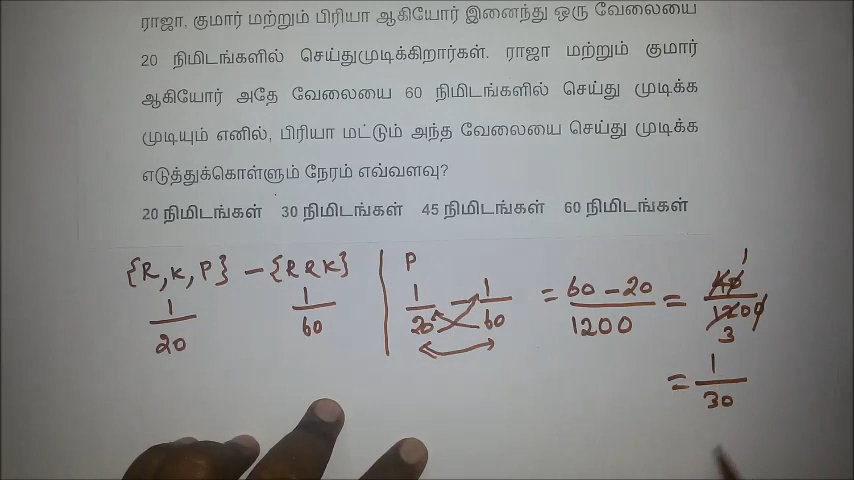 ராஜா, குமார் மற்றும் பிரியா ஆகியோர் இணைந்து ஒரு வேலையை
20 நிமிடங்களில் செய்துமுடிக்கிறார்கள். ராஜா மற்றும் குமார்
ஆகியோர் அதே வேலையை 60 நிமிடங்களில் செய்து முடிக்க
முடியும் எனில், பிரியா மட்டும் அந்த வேலையை செய்து முடிக்க
எடுத்துக்கொள்ளும் நேரம் எவ்வளவு?
20 நிமிடங்கள் 30 நிமிடங்கள் 45 நிமிடங்கள் 60 நிமிடங்கள்
{R, K, P} - {R R K} | P
1/20 1/60 1/20 - 1/60 = 60 - 20/1200 = 40/1200 1 3
= 1/30